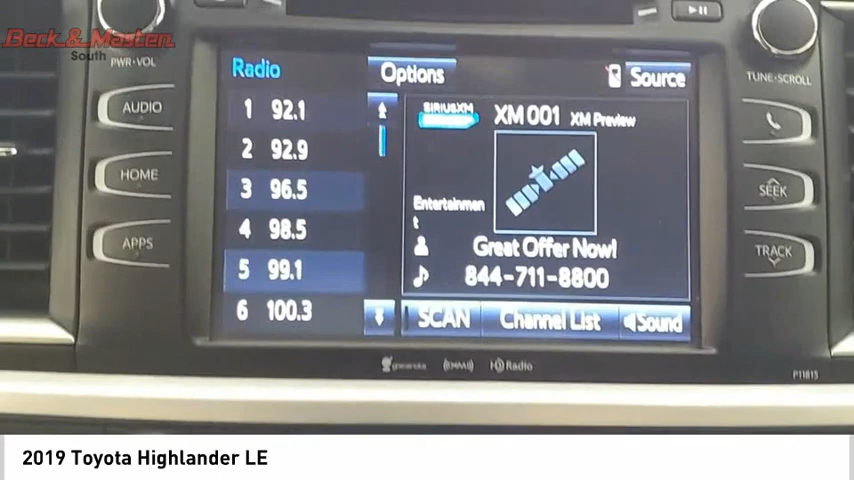 Beck & Masten
South
PWR•VOL
AUDIO
HOME
APPS
Radio
Options
Source
1 92.1
2 92.9
3 96.5
4 98.5
5 99.1
6 100.3
SIRIUSXM
XM 001 XM Preview
Entertainmen
t
Great Offer Now!
844-711-8800
SCAN
Channel List
Sound
TUNE•SCROLL
SEEK
TRACK
gracenote
HD Radio
P11815
2019 Toyota Highlander LE